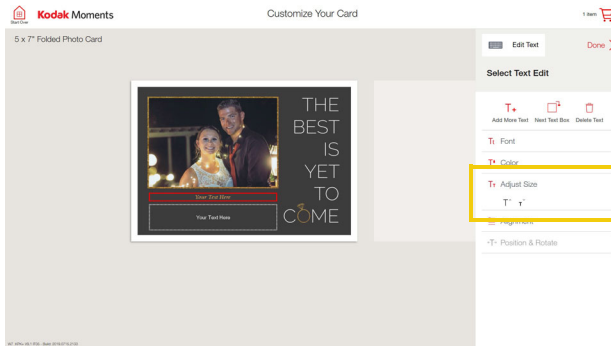 Start Over
Kodak Moments
Customize Your Card
1 item
5 x 7" Folded Photo Card
Edit Text
Done
Select Text Edit
Add More Text
Next Text Box
Delete Text
Font
Color
Adjust Size
Alignment
Position & Rotate
THE
BEST
IS
YET
TO
COME
Your Text Here
Your Text Here